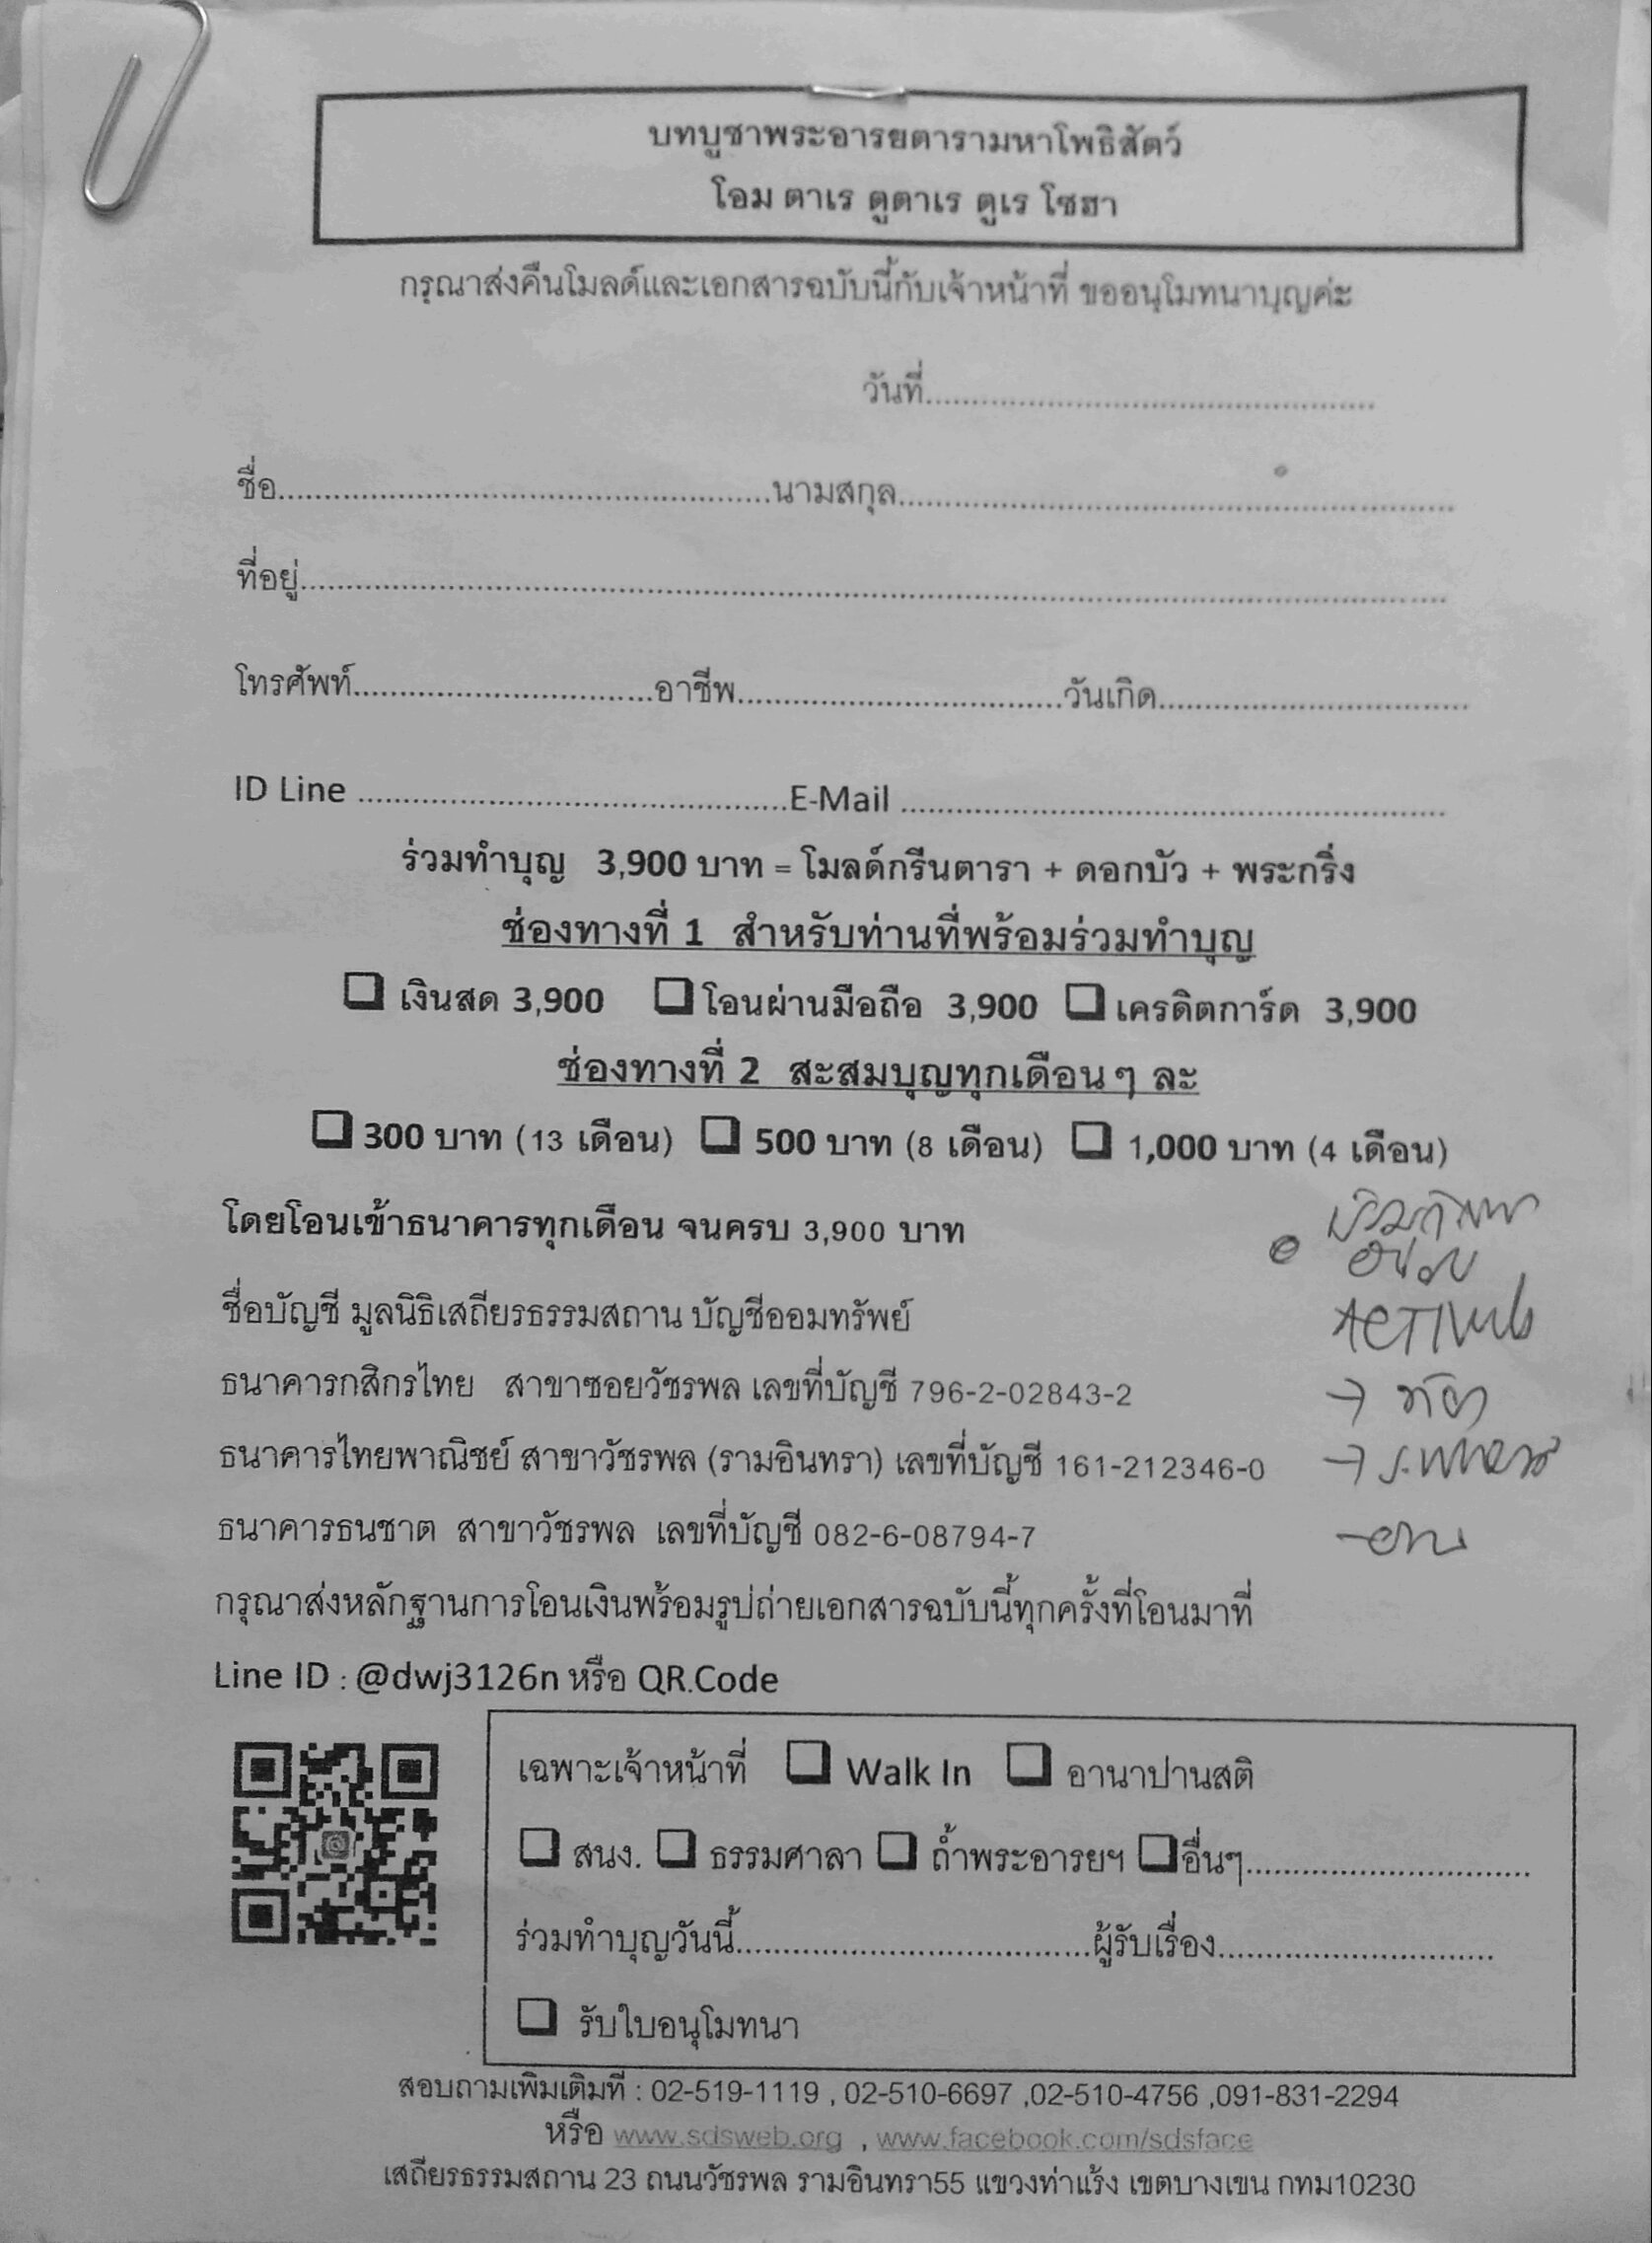 บทบูชาพระอารยตารามหาโพธิสัตว์
โอม ตาเร ตูตาเร ตูเร โซฮา
กรุณาส่งคืนโมลด์และเอกสารฉบับนี้กับเจ้าหน้าที่ ขออนุโมทนาบุญค่ะ
วันที่..................................................
ชื่อ......................................................นามสกุล..............................................................
ที่อยู่................................................................................................................................
โทรศัพท์.................................อาชีพ....................................วันเกิด..................................
ID Line ................................................E-Mail .............................................................
ร่วมทำบุญ 3,900 บาท = โมลด์กรีนตารา + ดอกบัว + พระกริ่ง
ช่องทางที่ 1 สำหรับท่านที่พร้อมร่วมทำบุญ
❑ เงินสด 3,900 ❑ โอนผ่านมือถือ 3,900 ❑ เครดิตการ์ด 3,900
ช่องทางที่ 2 สะสมบุญทุกเดือนๆ ละ
❑ 300 บาท (13 เดือน) ❑ 500 บาท (8 เดือน) ❑ 1,000 บาท (4 เดือน)
โดยโอนเข้าธนาคารทุกเดือน จนครบ 3,900 บาท
ชื่อบัญชี มูลนิธิเสถียรธรรมสถาน บัญชีออมทรัพย์
ธนาคารกสิกรไทย สาขาซอยวัชรพล เลขที่บัญชี 796-2-02843-2
ธนาคารไทยพาณิชย์ สาขาวัชรพล (รามอินทรา) เลขที่บัญชี 161-212346-0
ธนาคารธนชาต สาขาวัชรพล เลขที่บัญชี 082-6-08794-7
กรุณาส่งหลักฐานการโอนเงินพร้อมรูปถ่ายเอกสารฉบับนี้ทุกครั้งที่โอนมาที่
Line ID : @dwj3126n หรือ QR.Code
เฉพาะเจ้าหน้าที่ ❑ Walk In ❑ อานาปานสติ
❑ สนง. ❑ ธรรมศาลา ❑ ถ้ำพระอารยฯ ❑ อื่นๆ...............................
ร่วมทำบุญวันนี้.......................................ผู้รับเรื่อง..............................
❑ รับใบอนุโมทนา
สอบถามเพิ่มเติมที่ : 02-519-1119 , 02-510-6697 ,02-510-4756 ,091-831-2294
หรือ www.sdsweb.org , www.facebook.com/sdsface
เสถียรธรรมสถาน 23 ถนนวัชรพล รามอินทรา55 แขวงท่าแร้ง เขตบางเขน กทม10230